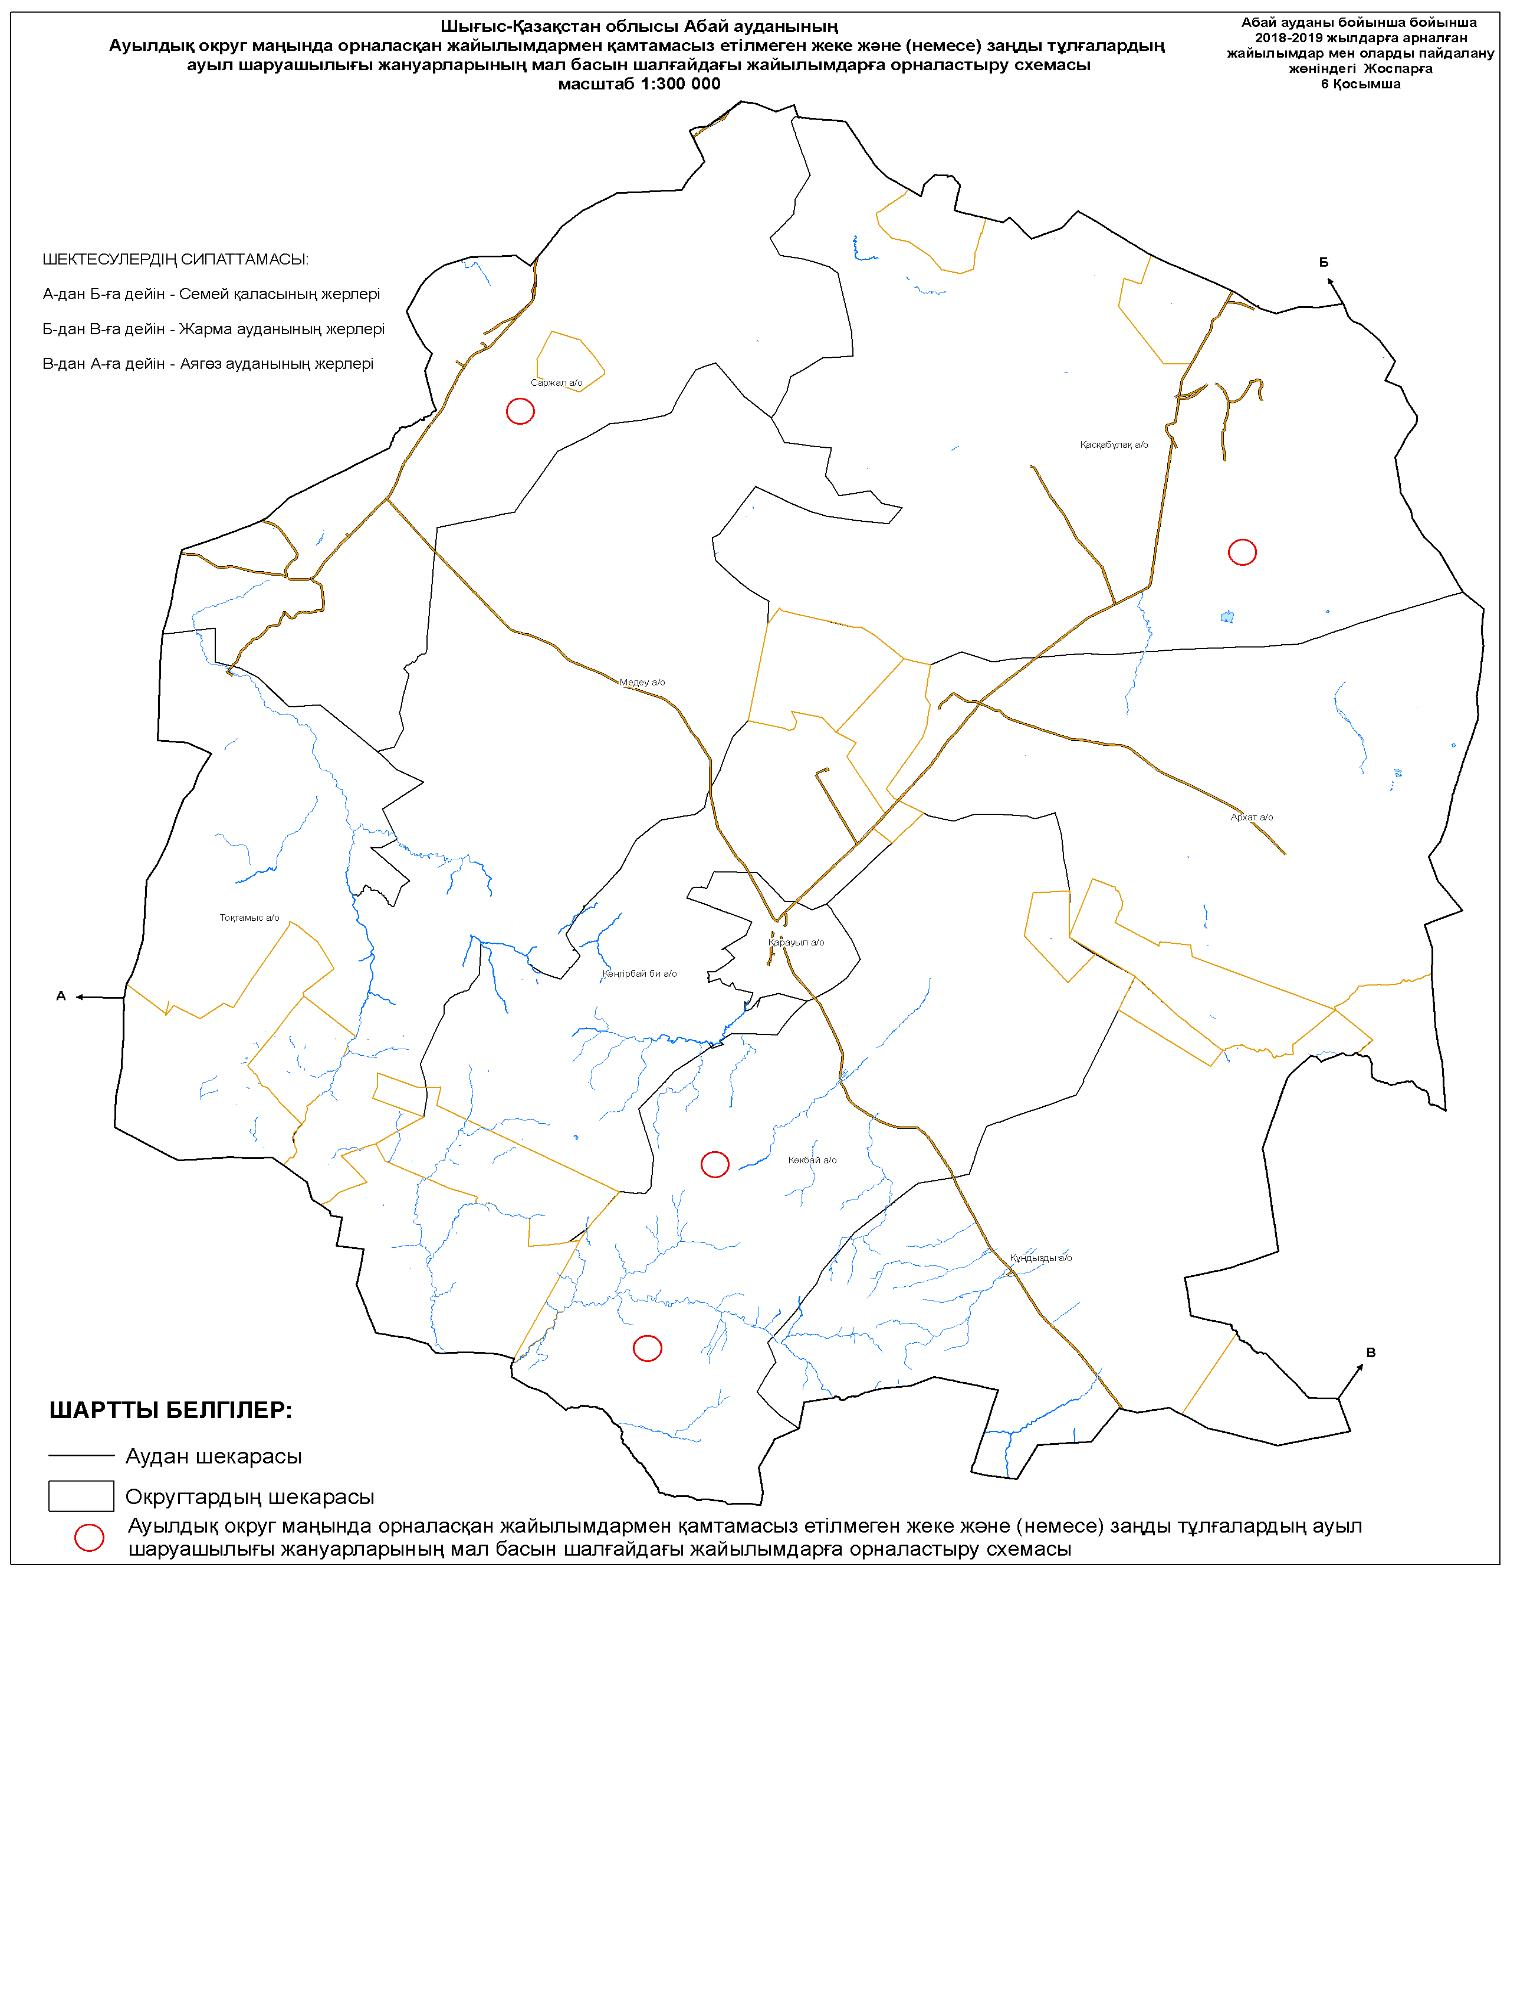 Шығыс-Қазақстан облысы Абай ауданының
Ауылдық округ маңында орналасқан жайылымдармен қамтамасыз етілмеген жеке және (немесе) заңды тұлғалардың
ауыл шаруашылығы жануарларының мал басын шалғайдағы жайылымдарға орналастыру схемасы
масштаб 1:300 000
Абай ауданы бойынша бойынша
2018-2019 жылдарға арналған
жайылымдар мен оларды пайдалану
жөніндегі Жоспарға
6 Қосымша
ШЕКТЕСУЛЕРДІҢ СИПАТТАМАСЫ:
А-дан Б-ға дейін - Семей қаласының жерлері
Б-дан В-ға дейін - Жарма ауданының жерлері
В-дан А-ға дейін - Аягөз ауданының жерлері
Б
Саржал а/о
Қасқабұлақ а/о
Медеу а/о
Архат а/о
Тоқтамыс а/о
Қарауыл а/о
Кеңгірбай би а/о
А
Көкбай а/о
Құндызды а/о
В
ШАРТТЫ БЕЛГІЛЕР:
Аудан шекарасы
Округтардың шекарасы
Ауылдық округ маңында орналасқан жайылымдармен қамтамасыз етілмеген жеке және (немесе) заңды тұлғалардың ауыл
шаруашылығы жануарларының мал басын шалғайдағы жайылымдарға орналастыру схемасы